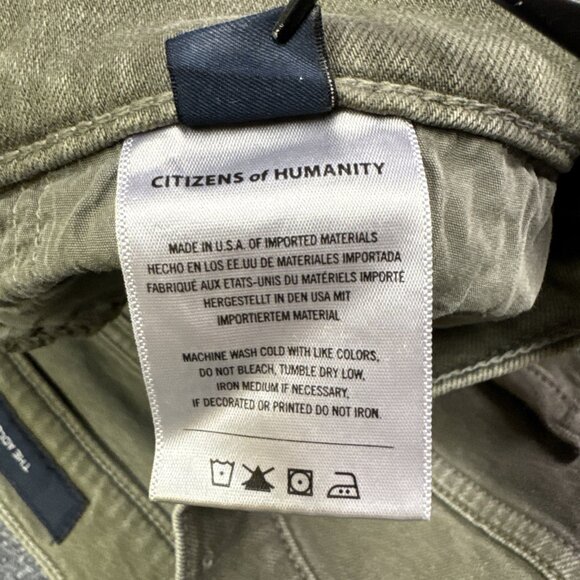 CITIZENS of HUMANITY
MADE IN U.S.A. OF IMPORTED MATERIALS
HECHO EN LOS EE.UU DE MATERIALES IMPORTADA
FABRIQUÉ AUX ETATS-UNIS DU MATÉRIELS IMPORTÉ
HERGESTELLT IN DEN USA MIT
IMPORTIERTEM MATERIAL
MACHINE WASH COLD WITH LIKE COLORS,
DO NOT BLEACH, TUMBLE DRY LOW,
IRON MEDIUM IF NECESSARY,
IF DECORATED OR PRINTED DO NOT IRON.
THE